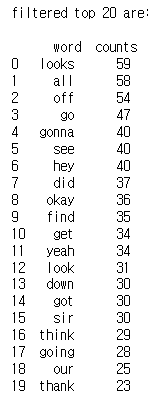 filtered top 20 are:
word counts
0 looks 59
1 all 58
2 off 54
3 go 47
4 gonna 40
5 see 40
6 hey 40
7 did 37
8 okay 36
9 find 35
10 get 34
11 yeah 34
12 look 31
13 down 30
14 got 30
15 sir 30
16 think 29
17 going 28
18 our 25
19 thank 23